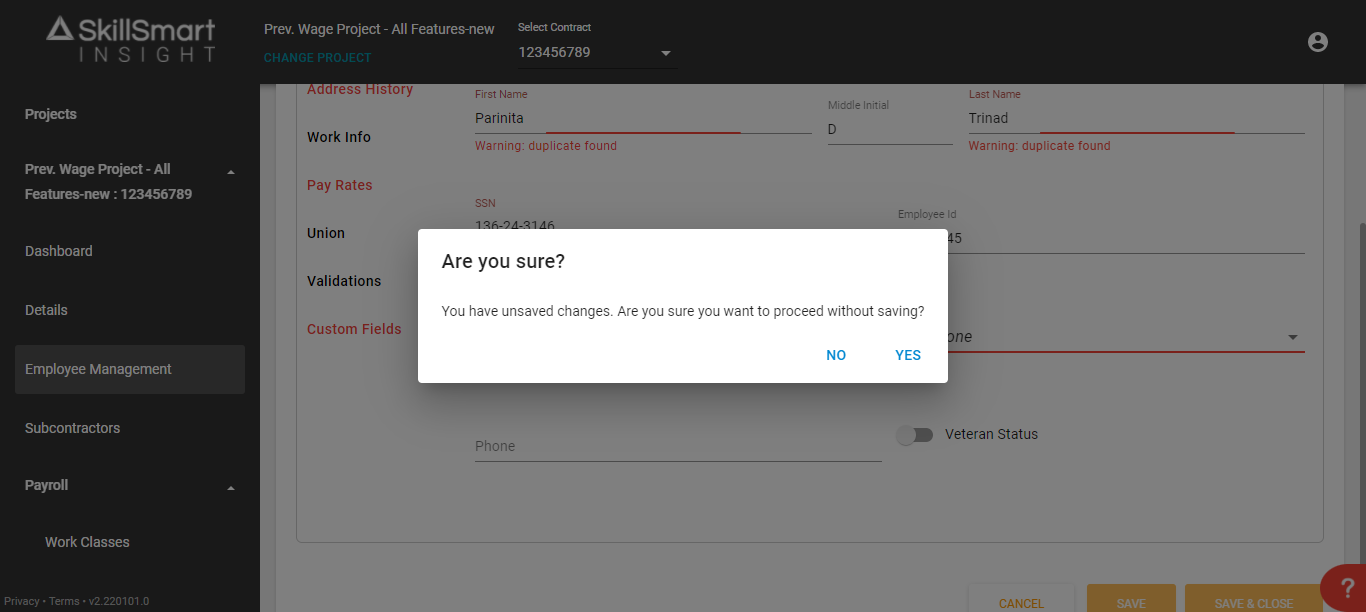 SkillSmart
INSIGHT
Prev. Wage Project - All Features-new
CHANGE PROJECT
Select Contract
123456789
Projects
Prev. Wage Project - All
Features-new : 123456789
Dashboard
Details
Employee Management
Subcontractors
Payroll
Work Classes
Privacy • Terms • v2.220101.0
Address History
Work Info
Pay Rates
Union
Validations
Custom Fields
First Name
Parinita
Warning: duplicate found
Middle Initial
D
Last Name
Trinad
Warning: duplicate found
SSN
136-24-3146
Employee Id
45
one
Phone
Veteran Status
Are you sure?
You have unsaved changes. Are you sure you want to proceed without saving?
NO YES
CANCEL SAVE SAVE & CLOSE
?